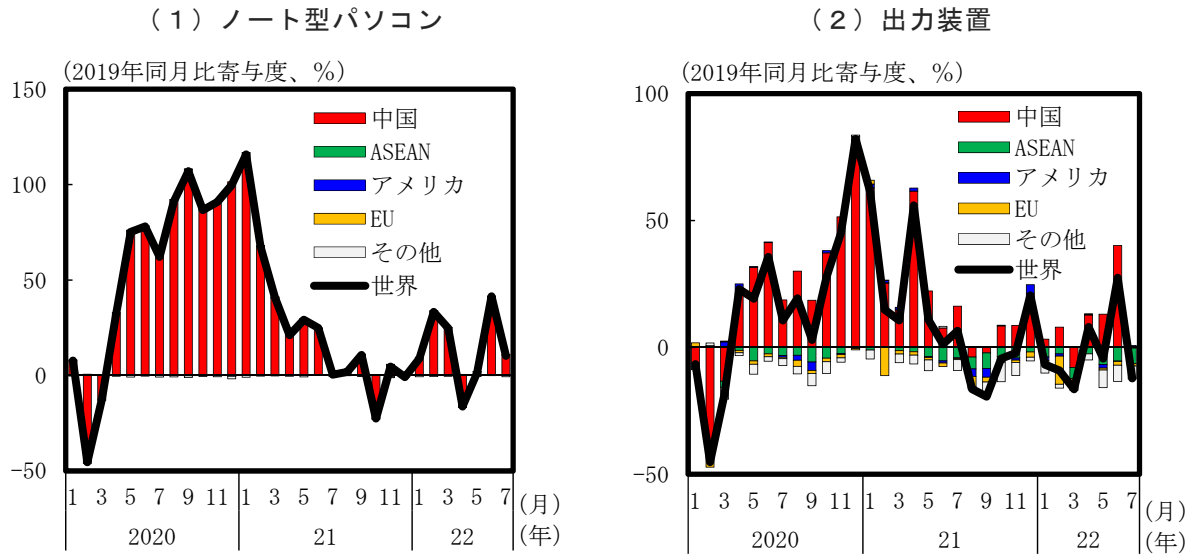 （１）ノート型パソコン
(2019年同月比寄与度、%)
150
100
50
0
-50
中国
ASEAN
アメリカ
EU
その他
世界
1 3 5 7 9 11 1 3 5 7 9 11 1 3 5 7 (月)
2020 21 22 (年)
（２）出力装置
(2019年同月比寄与度、%)
100
50
0
-50
中国
ASEAN
アメリカ
EU
その他
世界
1 3 5 7 9 11 1 3 5 7 9 11 1 3 5 7 (月)
2020 21 22 (年)